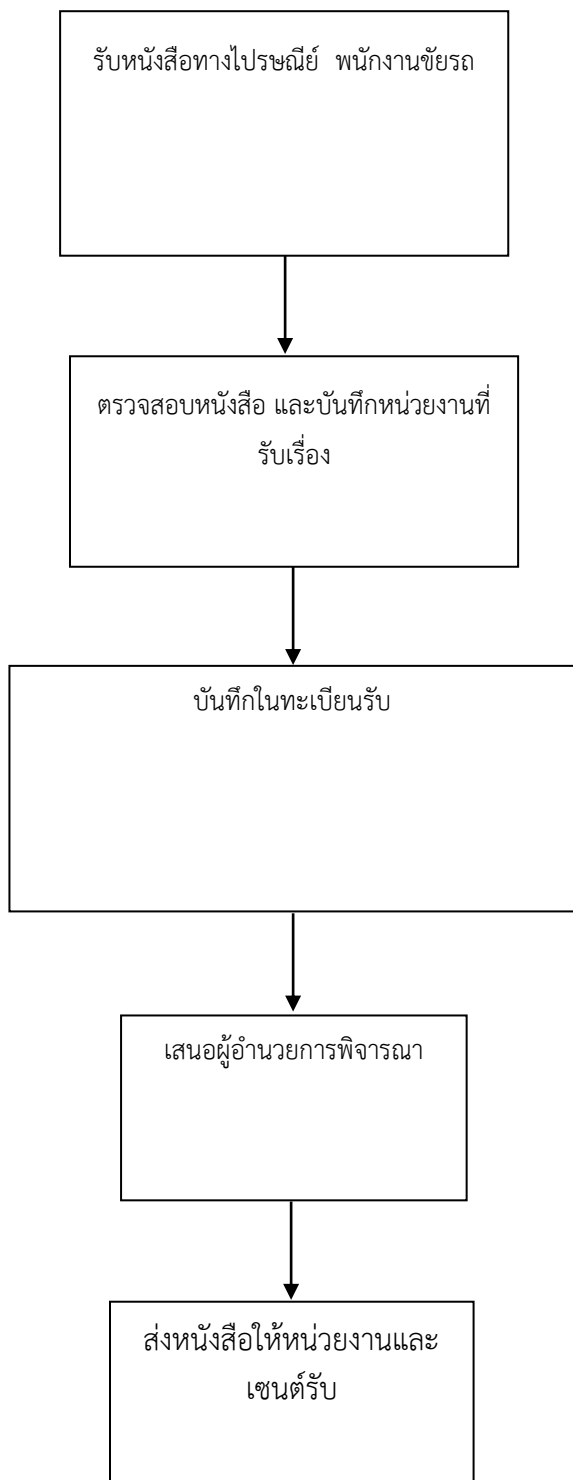 รับหนังสือทางไปรษณีย์  พนักงานขัยรถ
ตรวจสอบหนังสือ และบันทึกหน่วยงานที่
รับเรื่อง
บันทึกในทะเบียนรับ
เสนอผู้อำนวยการพิจารณา
ส่งหนังสือให้หน่วยงานและ
เซนต์รับ